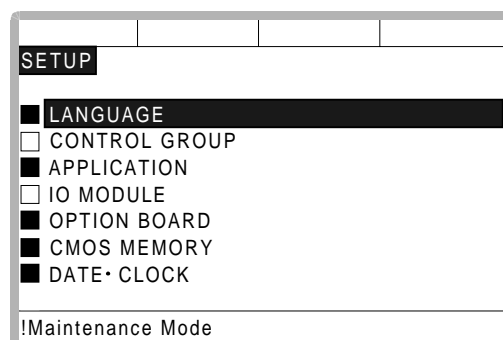 SETUP
LANGUAGE
CONTROL GROUP
APPLICATION
IO MODULE
OPTION BOARD
CMOS MEMORY
DATE・CLOCK
!Maintenance Mode